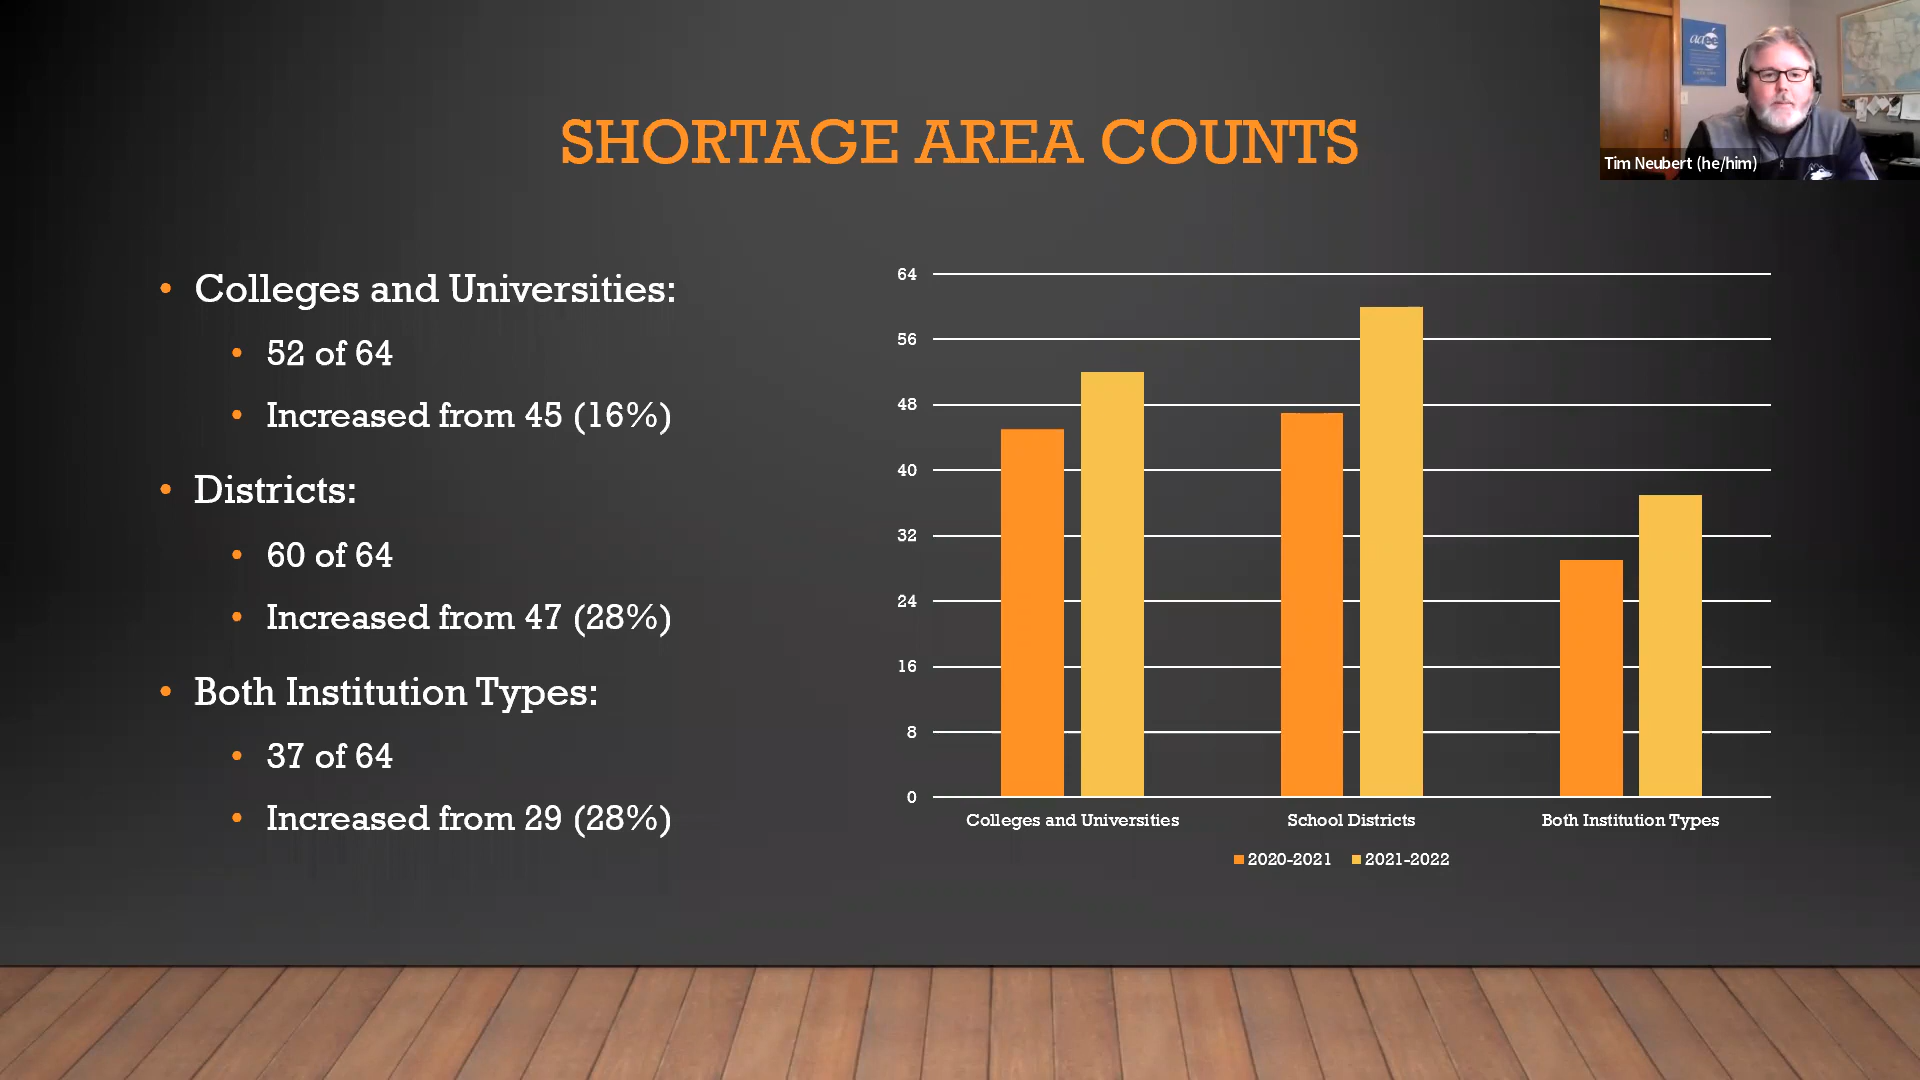 SHORTAGE AREA COUNTS
aaee
Tim Neubert (he/him)
• Colleges and Universities:
• 52 of 64
• Increased from 45 (16%)
• Districts:
• 60 of 64
• Increased from 47 (28%)
• Both Institution Types:
• 37 of 64
• Increased from 29 (28%)
64
56
48
40
32
24
16
8
0
Colleges and Universities School Districts Both Institution Types
2020-2021 2021-2022